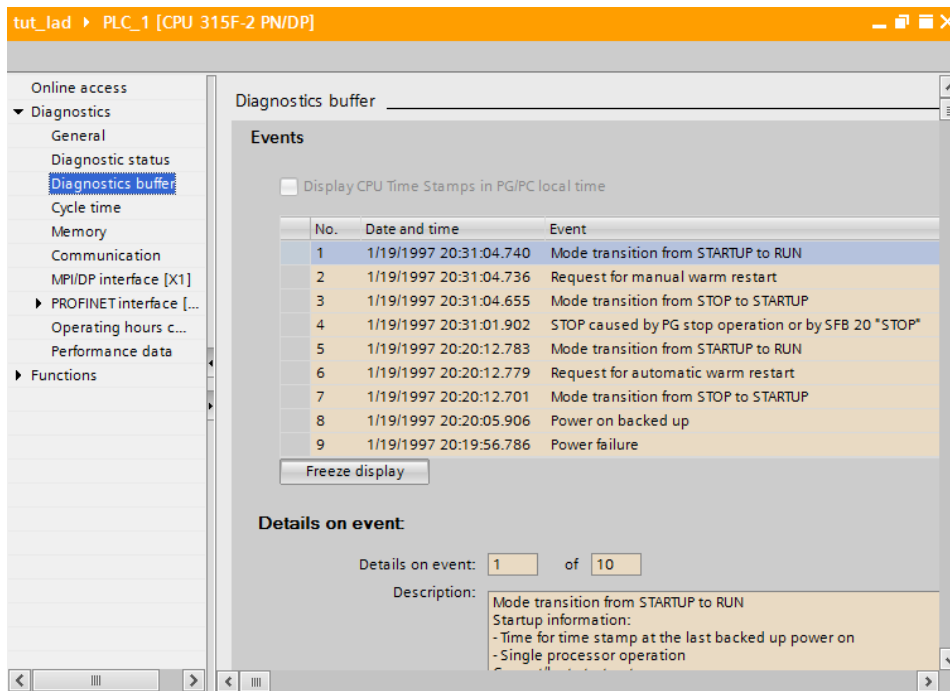 tut_lad ▸ PLC_1 [CPU 315F-2 PN/DP]
Online access
Diagnostics
General
Diagnostic status
Diagnostics buffer
Cycle time
Memory
Communication
MPI/DP interface [X1]
PROFINET interface [...
Operating hours c...
Performance data
Functions
Diagnostics buffer
Events
Display CPU Time Stamps in PG/PC local time
No. Date and time Event
1 1/19/1997 20:31:04.740 Mode transition from STARTUP to RUN
2 1/19/1997 20:31:04.736 Request for manual warm restart
3 1/19/1997 20:31:04.655 Mode transition from STOP to STARTUP
4 1/19/1997 20:31:01.902 STOP caused by PG stop operation or by SFB 20 "STOP"
5 1/19/1997 20:20:12.783 Mode transition from STARTUP to RUN
6 1/19/1997 20:20:12.779 Request for automatic warm restart
7 1/19/1997 20:20:12.701 Mode transition from STOP to STARTUP
8 1/19/1997 20:20:05.906 Power on backed up
9 1/19/1997 20:19:56.786 Power failure
Freeze display
Details on event:
Details on event: 1 of 10
Description:
Mode transition from STARTUP to RUN
Startup information:
- Time for time stamp at the last backed up power on
- Single processor operation